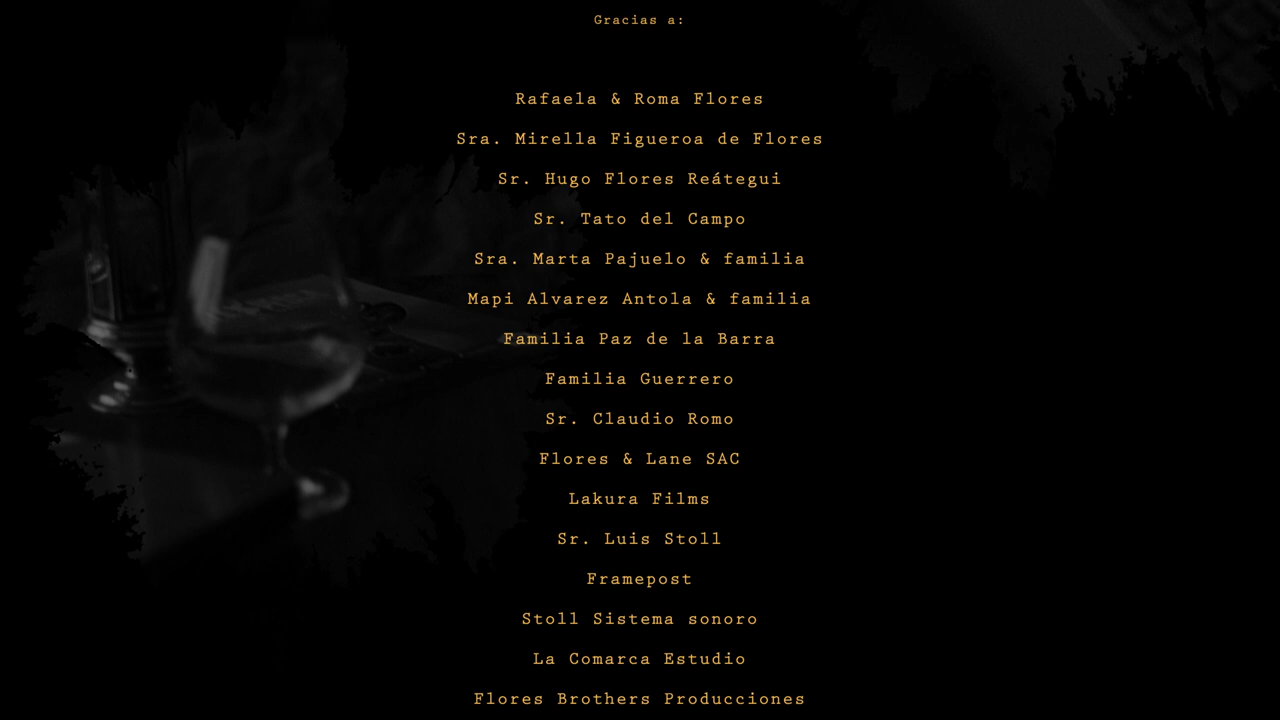 Gracias a:
Rafaela & Roma Flores
Sra. Mirella Figueroa de Flores
Sr. Hugo Flores Reátegui
Sr. Tato del Campo
Sra. Marta Pajuelo & familia
Mapi Alvarez Antola & familia
Familia Paz de la Barra
Familia Guerrero
Sr. Claudio Romo
Flores & Lane SAC
Lakura Films
Sr. Luis Stoll
Framepost
Stoll Sistema sonoro
La Comarca Estudio
Flores Brothers Producciones